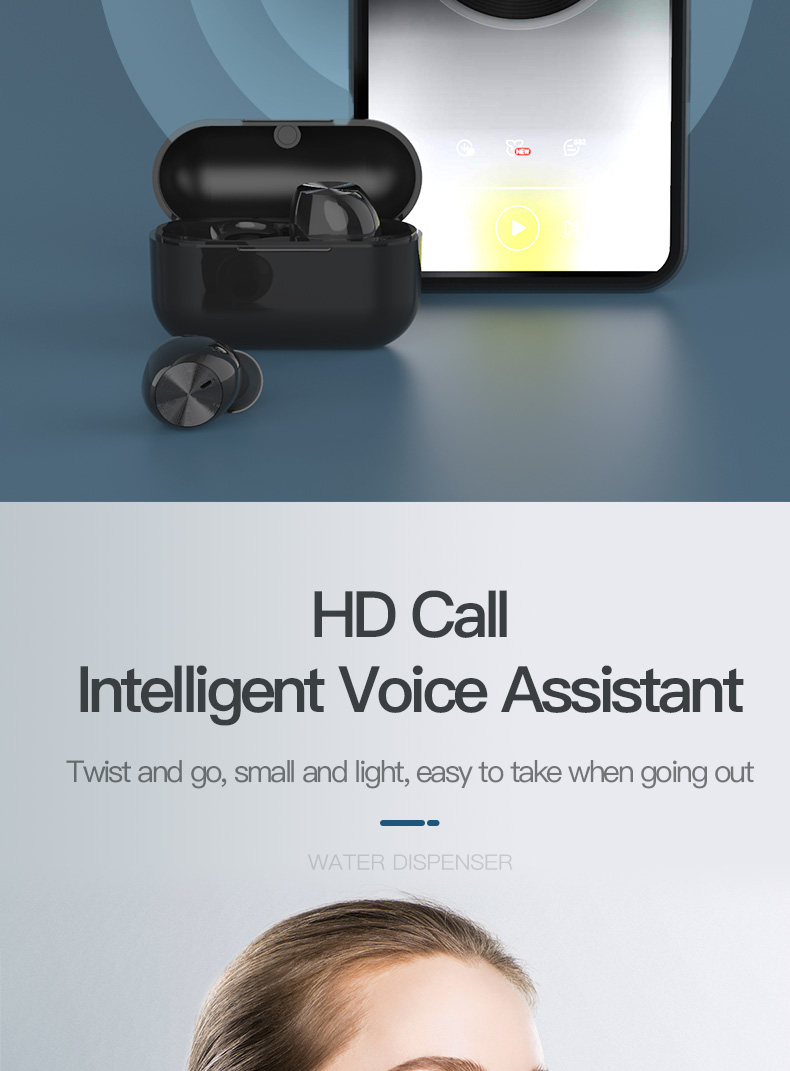 NEW
HD Call
Intelligent Voice Assistant
Twist and go, small and light, easy to take when going out
WATER DISPENSER